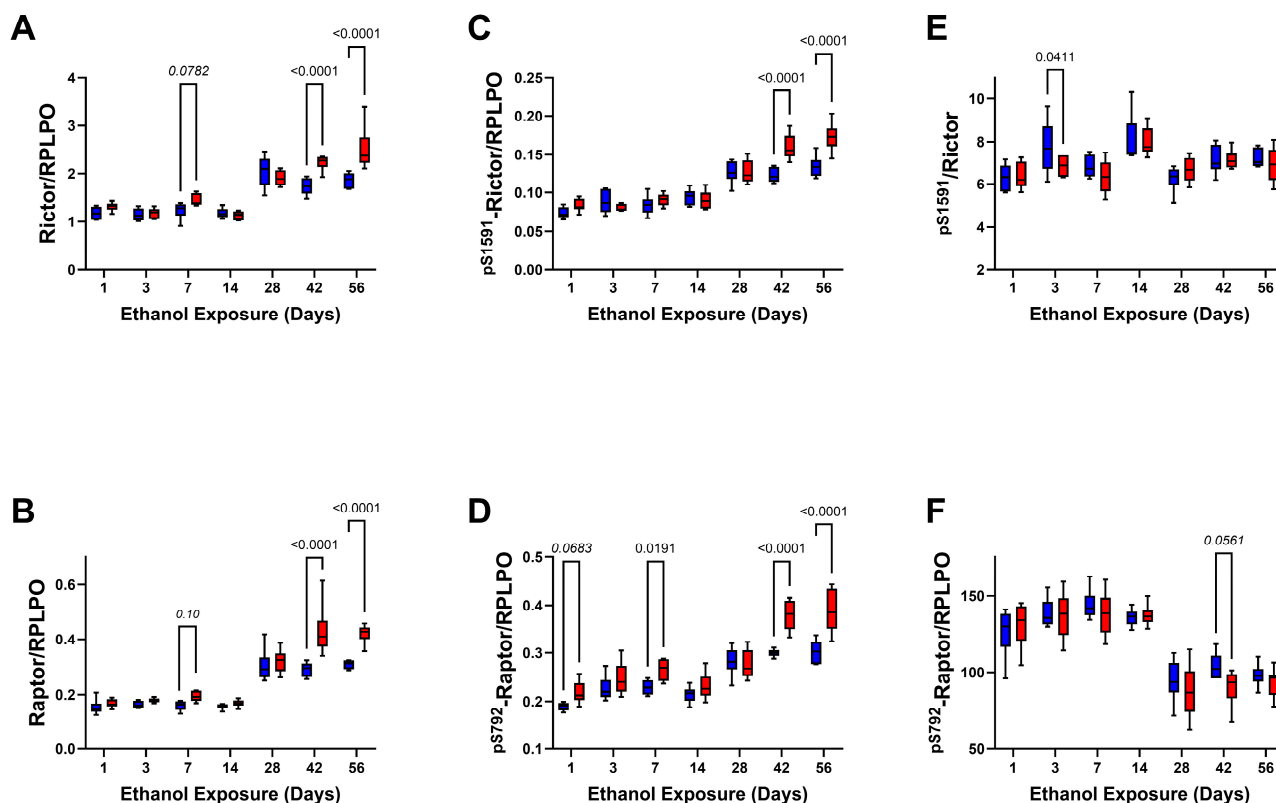 A
<0.0001
0.0782
<0.0001
Rictor/RPLPO
4
3
2
1
0
1 3 7 14 28 42 56
Ethanol Exposure (Days)
C
<0.0001
<0.0001
pS1591-Rictor/RPLPO
0.25
0.20
0.15
0.10
0.05
0.00
1 3 7 14 28 42 56
Ethanol Exposure (Days)
E
0.0411
pS1591/Rictor
10
8
6
4
2
1 3 7 14 28 42 56
Ethanol Exposure (Days)
B
<0.0001
<0.0001
0.10
Raptor/RPLPO
0.6
0.4
0.2
0.0
1 3 7 14 28 42 56
Ethanol Exposure (Days)
D
<0.0001
0.0683
0.0191
<0.0001
pS792-Raptor/RPLPO
0.5
0.4
0.3
0.2
0.1
1 3 7 14 28 42 56
Ethanol Exposure (Days)
F
0.0561
pS792-Raptor/RPLPO
150
100
50
1 3 7 14 28 42 56
Ethanol Exposure (Days)